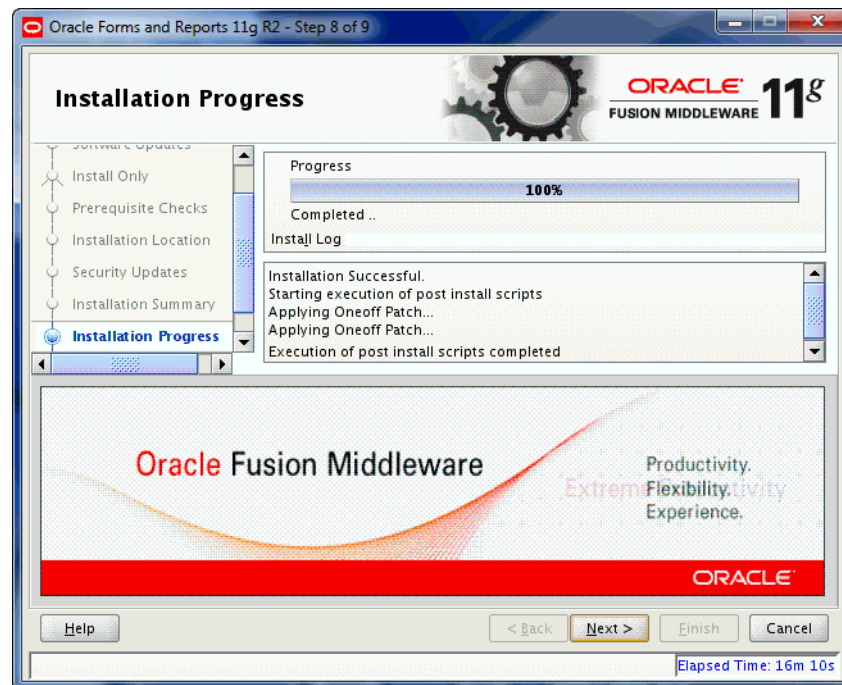 Oracle Forms and Reports 11g R2 - Step 8 of 9
Installation Progress
ORACLE
FUSION MIDDLEWARE 11g
Software Updates
Install Only
Prerequisite Checks
Installation Location
Security Updates
Installation Summary
Installation Progress
Progress
100%
Completed ..
Install Log
Installation Successful.
Starting execution of post install scripts
Applying Oneoff Patch...
Applying Oneoff Patch...
Execution of post install scripts completed
Oracle Fusion Middleware
Productivity.
Extreme Flexibility.
Experience.
ORACLE
Help
< Back
Next >
Finish
Cancel
Elapsed Time: 16m 10s